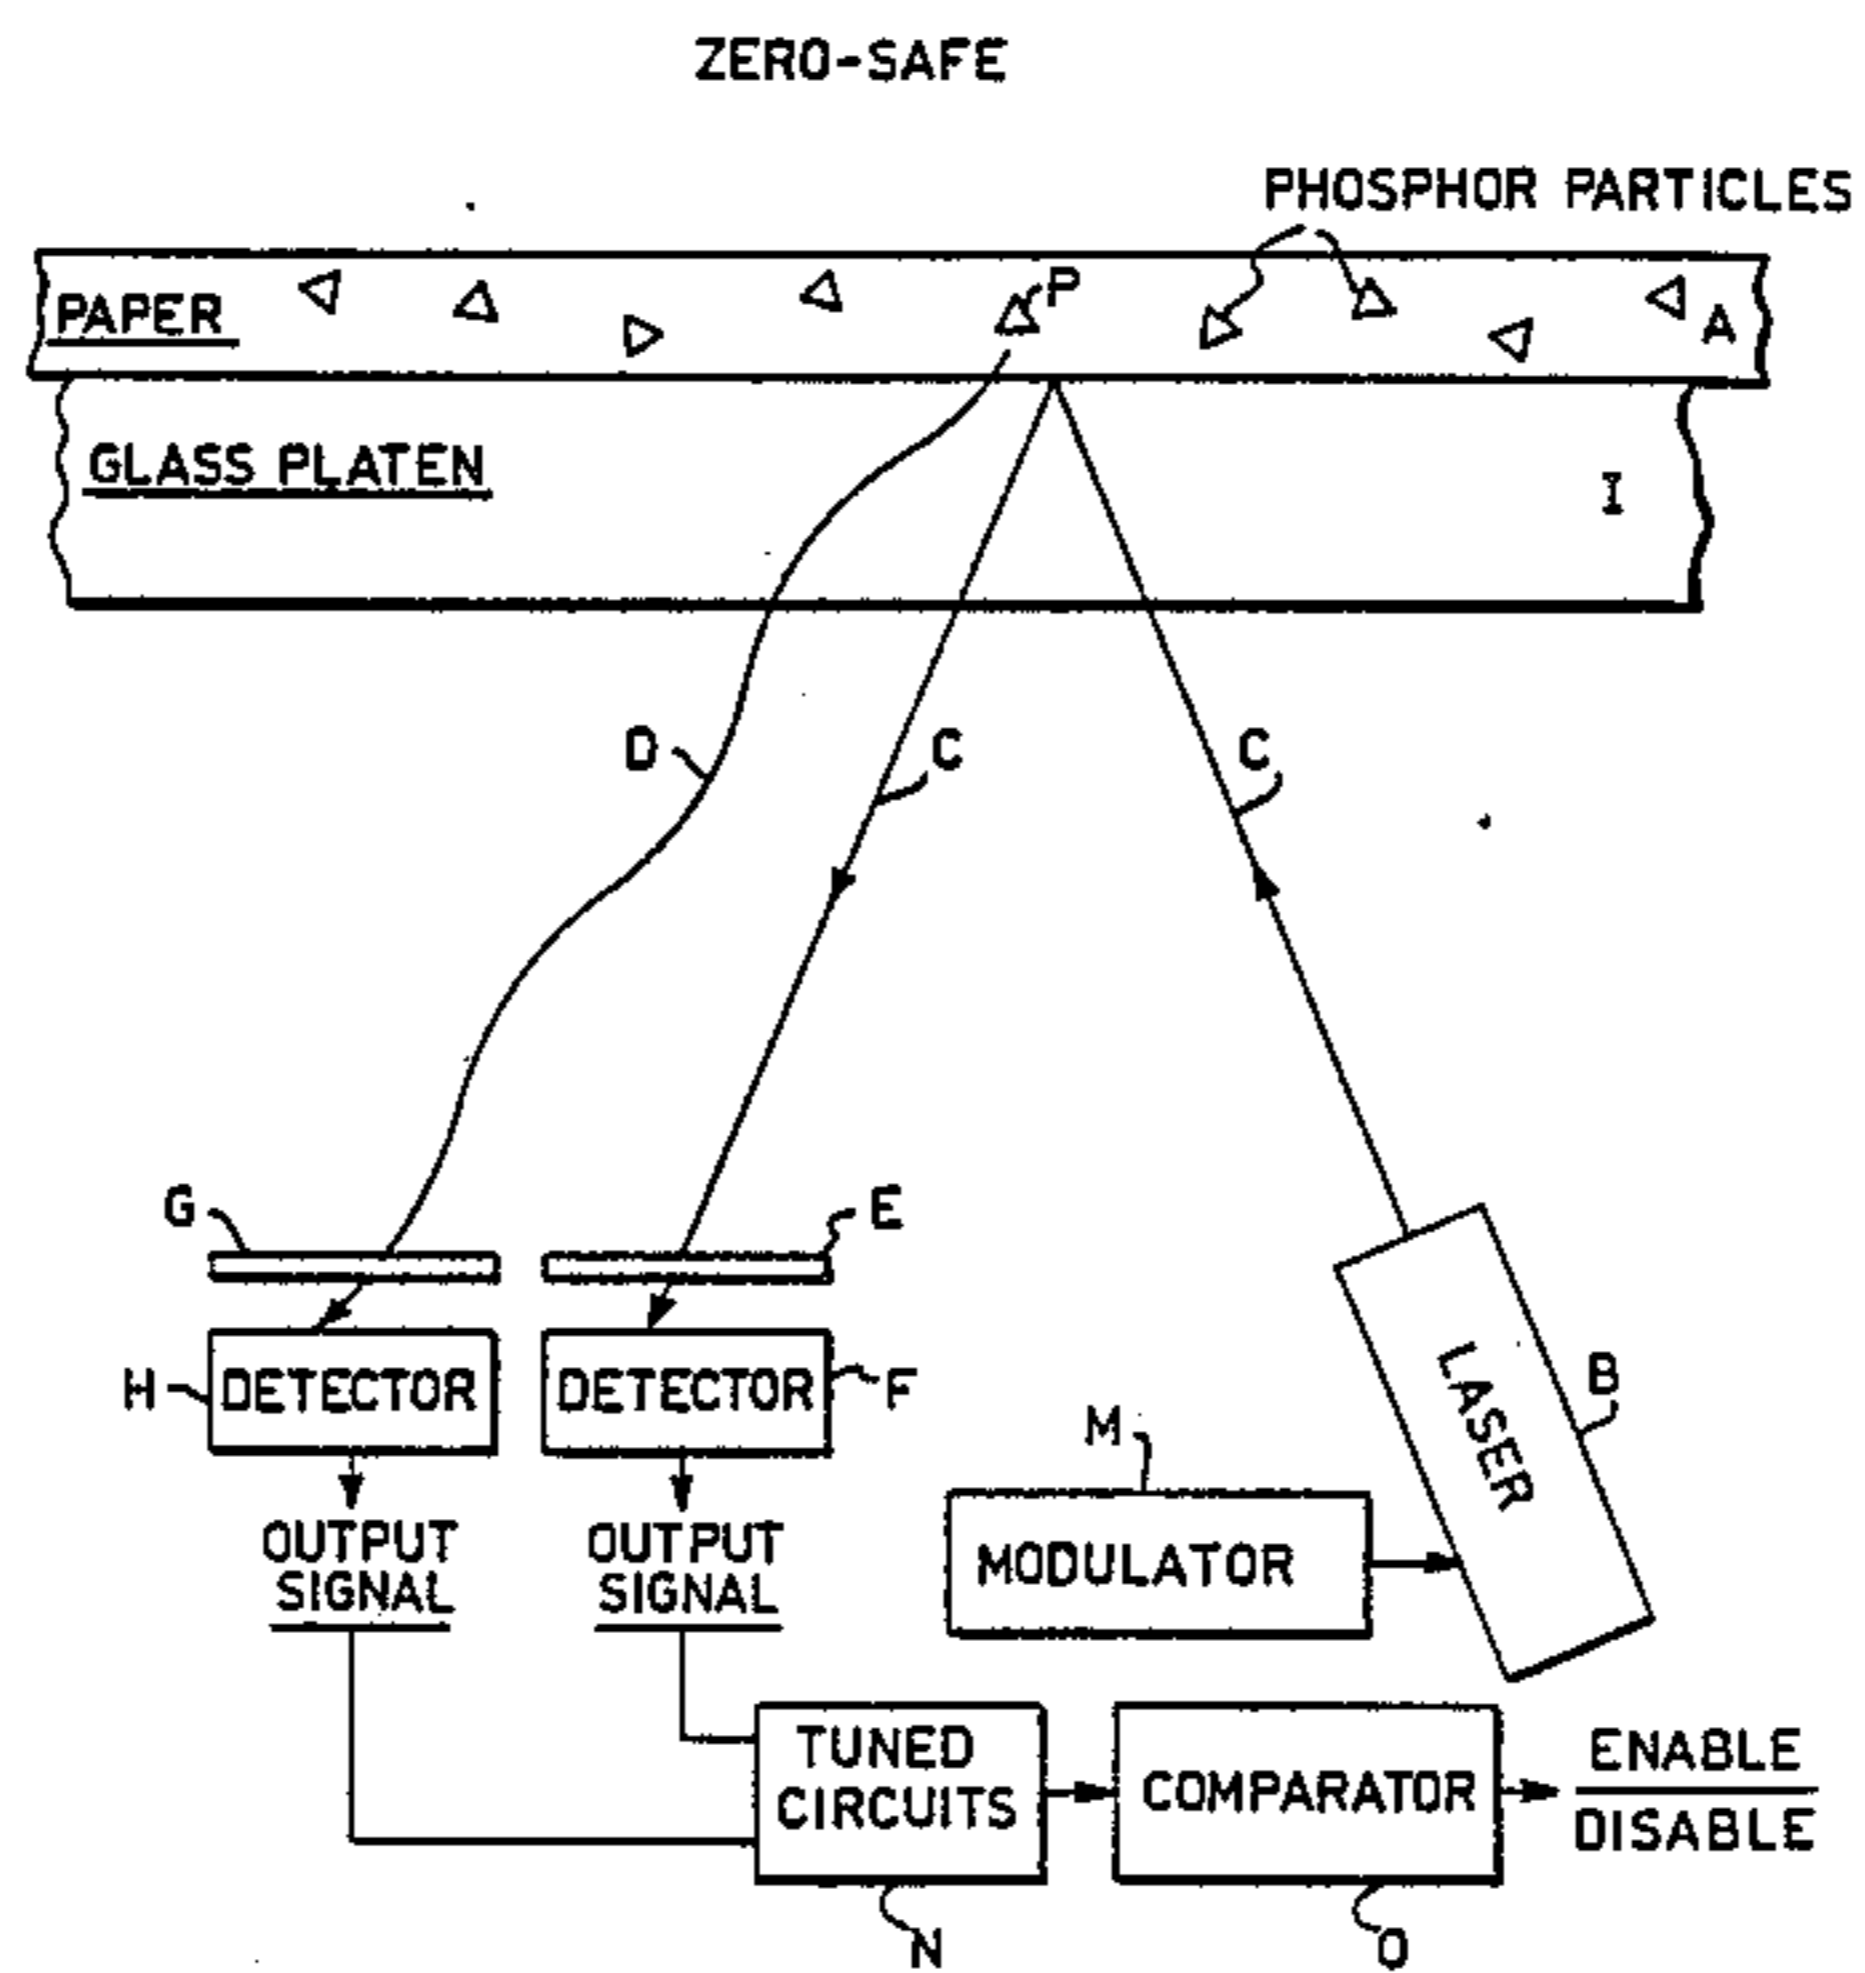 ZERO-SAFE
PHOSPHOR PARTICLES
PAPER
P
A
GLASS PLATEN
I
D
C
C
G
E
H
DETECTOR
DETECTOR
F
LASER
B
M
MODULATOR
OUTPUT
SIGNAL
OUTPUT
SIGNAL
TUNED
CIRCUITS
COMPARATOR
ENABLE
DISABLE
N
O